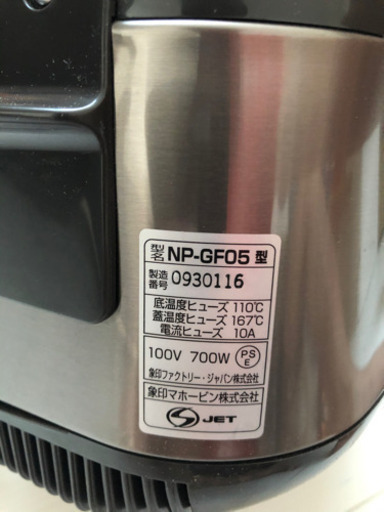 型名 NP-GF05 型
製造番号 0930116
底温度ヒューズ 110℃
蓋温度ヒューズ 167℃
電流ヒューズ 10A
100V 700W PSE
象印ファクトリー・ジャパン株式会社
象印マホービン株式会社
S JET